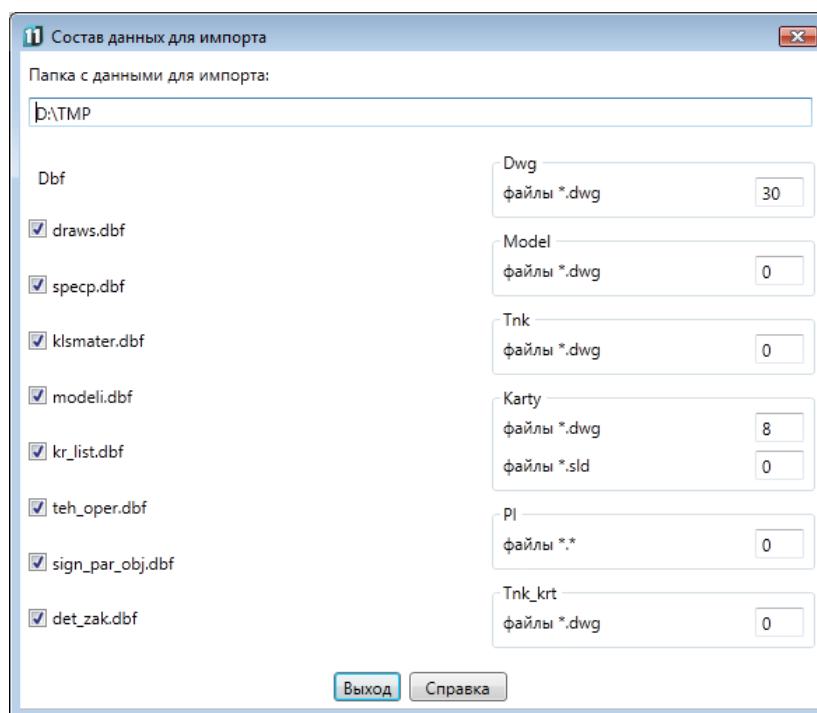 Состав данных для импорта
Папка с данными для импорта:
D:\TMP
Dbf
draws.dbf
specp.dbf
klsmater.dbf
modeli.dbf
kr_list.dbf
teh_oper.dbf
sign_par_obj.dbf
det_zak.dbf
Dwg
файлы *.dwg 30
Model
файлы *.dwg 0
Tnk
файлы *.dwg 0
Karty
файлы *.dwg 8
файлы *.sld 0
Pl
файлы *.* 0
Tnk_krt
файлы *.dwg 0
Выход Справка